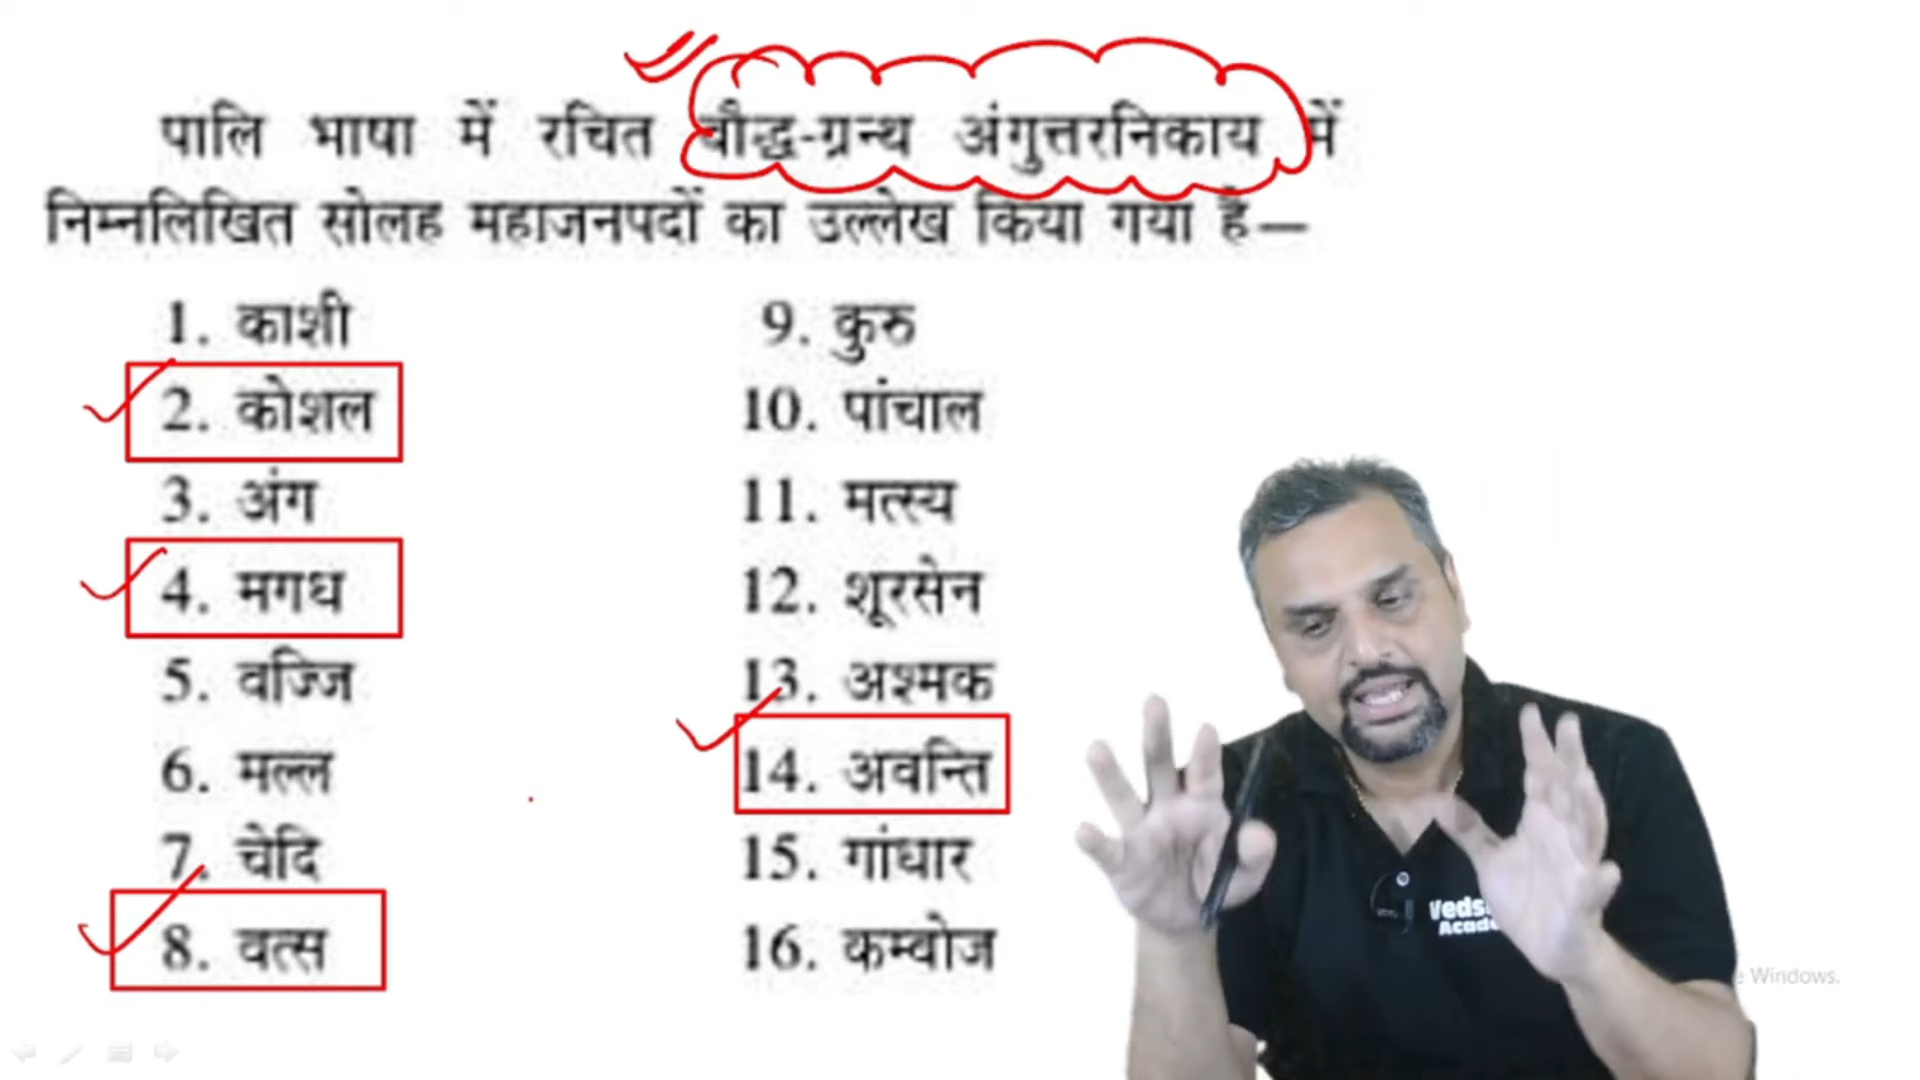 पालि भाषा में रचित बौद्ध-ग्रन्थ अंगुत्तरनिकाय में
निम्नलिखित सोलह महाजनपदों का उल्लेख किया गया है—
1. काशी
2. कोशल
3. अंग
4. मगध
5. वज्जि
6. मल्ल
7. चेदि
8. वत्स
9. कुरु
10. पांचाल
11. मत्स्य
12. शूरसेन
13. अश्मक
14. अवन्ति
15. गांधार
16. कम्बोज
Windows.